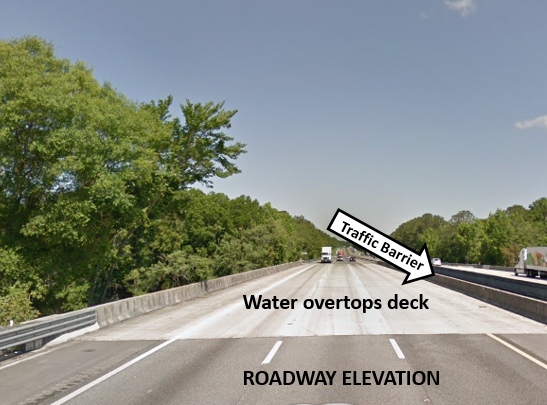 Traffic Barrier
Water overtops deck
ROADWAY ELEVATION